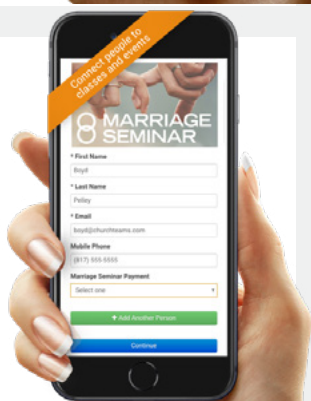 Connect people to
classes and events
8 MARRIAGE
SEMINAR
* First Name
Boyd
* Last Name
Pelley
* Email
boyd@churchteams.com
Mobile Phone
(817) 555-5555
Marriage Seminar Payment
Select one
+ Add Another Person
Continue